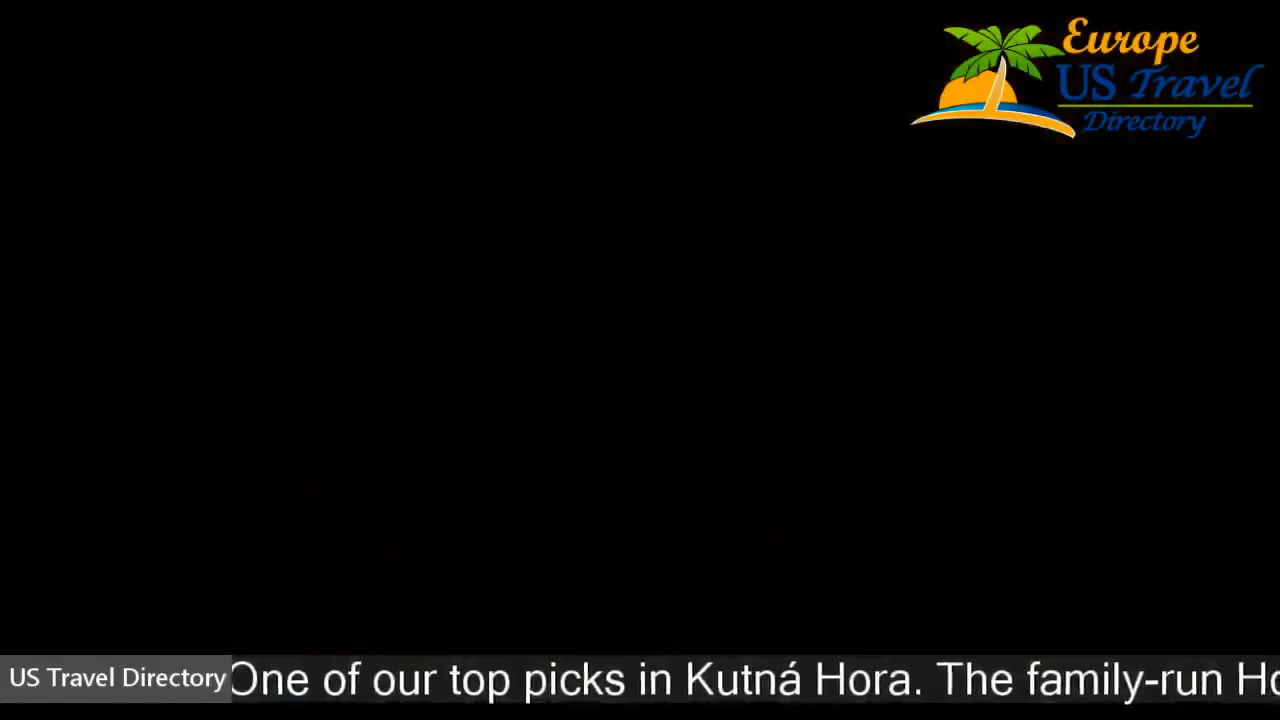 Europe
US Travel
Directory
US Travel Directory
One of our top picks in Kutná Hora. The family-run